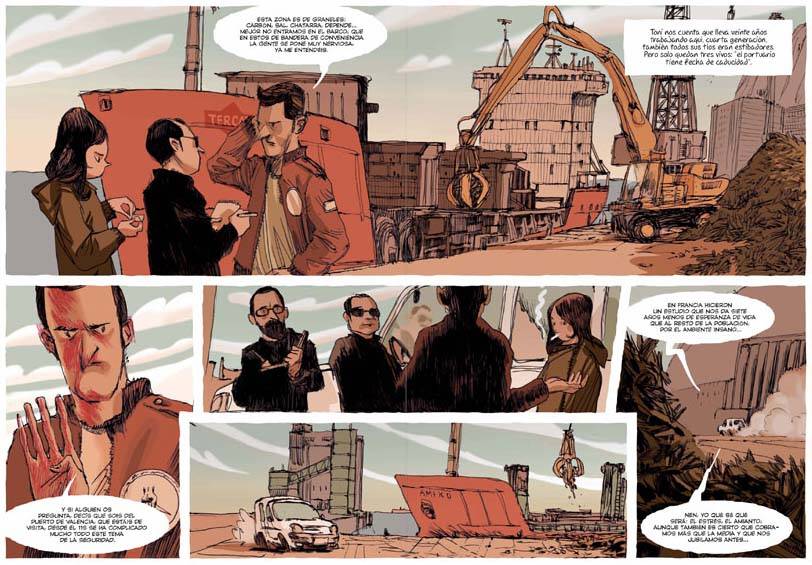 ESTA ZONA ES DE GRANELES:
CARBÓN, SAL, CHATARRA, DEPENDE...
MEJOR NO ENTRAMOS EN EL BARCO, QUE
EN ESTOS DE BANDERA DE CONVENIENCIA
LA GENTE SE PONE MUY NERVIOSA,
YA ME ENTENDÉIS.
Toni nos cuenta que lleva veinte años
trabajando aquí, cuarta generación,
también todos sus tíos eran estibadores.
Pero solo quedan tres vivos: "el portuario
tiene fecha de caducidad".
Y SI ALGUIEN OS
PREGUNTA, DECÍS QUE SOIS DEL
PUERTO DE VALENCIA, QUE ESTÁIS DE
VISITA, DESDE EL 11S SE HA COMPLICADO
MUCHO TODO ESTE TEMA
DE LA SEGURIDAD.
AMIXO
EN FRANCIA HICIERON
UN ESTUDIO QUE NOS DA SIETE
AÑOS MENOS DE ESPERANZA DE VIDA
QUE AL RESTO DE LA POBLACIÓN,
POR EL AMBIENTE INSANO...
NEN, YO QUÉ SÉ QUÉ
SERÁ: EL ESTRÉS, EL AMIANTO,
AUNQUE TAMBIÉN ES CIERTO QUE COBRA-
MOS MÁS QUE LA MEDIA Y QUE NOS
JUBILAMOS ANTES...